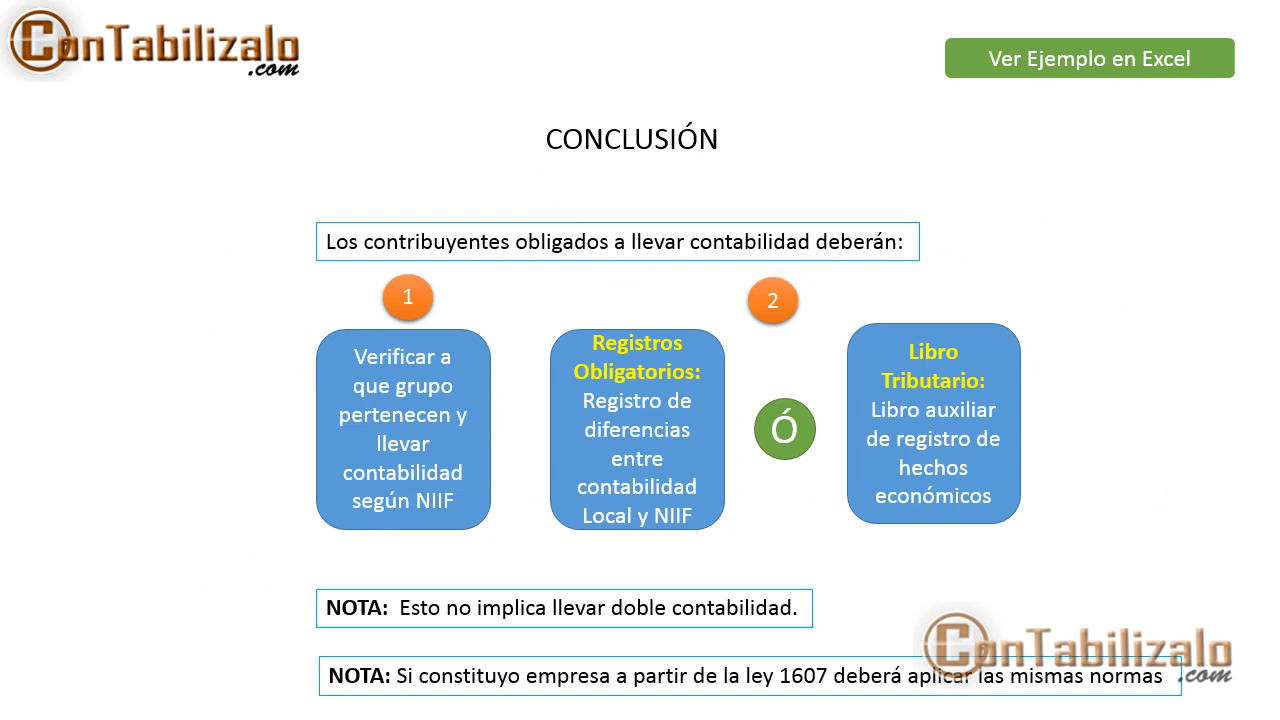 ConTabilizalo
.com
Ver Ejemplo en Excel
CONCLUSIÓN
Los contribuyentes obligados a llevar contabilidad deberán:
1
2
Verificar a
que grupo
pertenecen y
llevar
contabilidad
según NIIF
Registros
Obligatorios:
Registro de
diferencias
entre
contabilidad
Local y NIIF
Ó
Libro
Tributario:
Libro auxiliar
de registro de
hechos
económicos
NOTA: Esto no implica llevar doble contabilidad.
ConTabilizalo
.com
NOTA: Si constituyo empresa a partir de la ley 1607 deberá aplicar las mismas normas